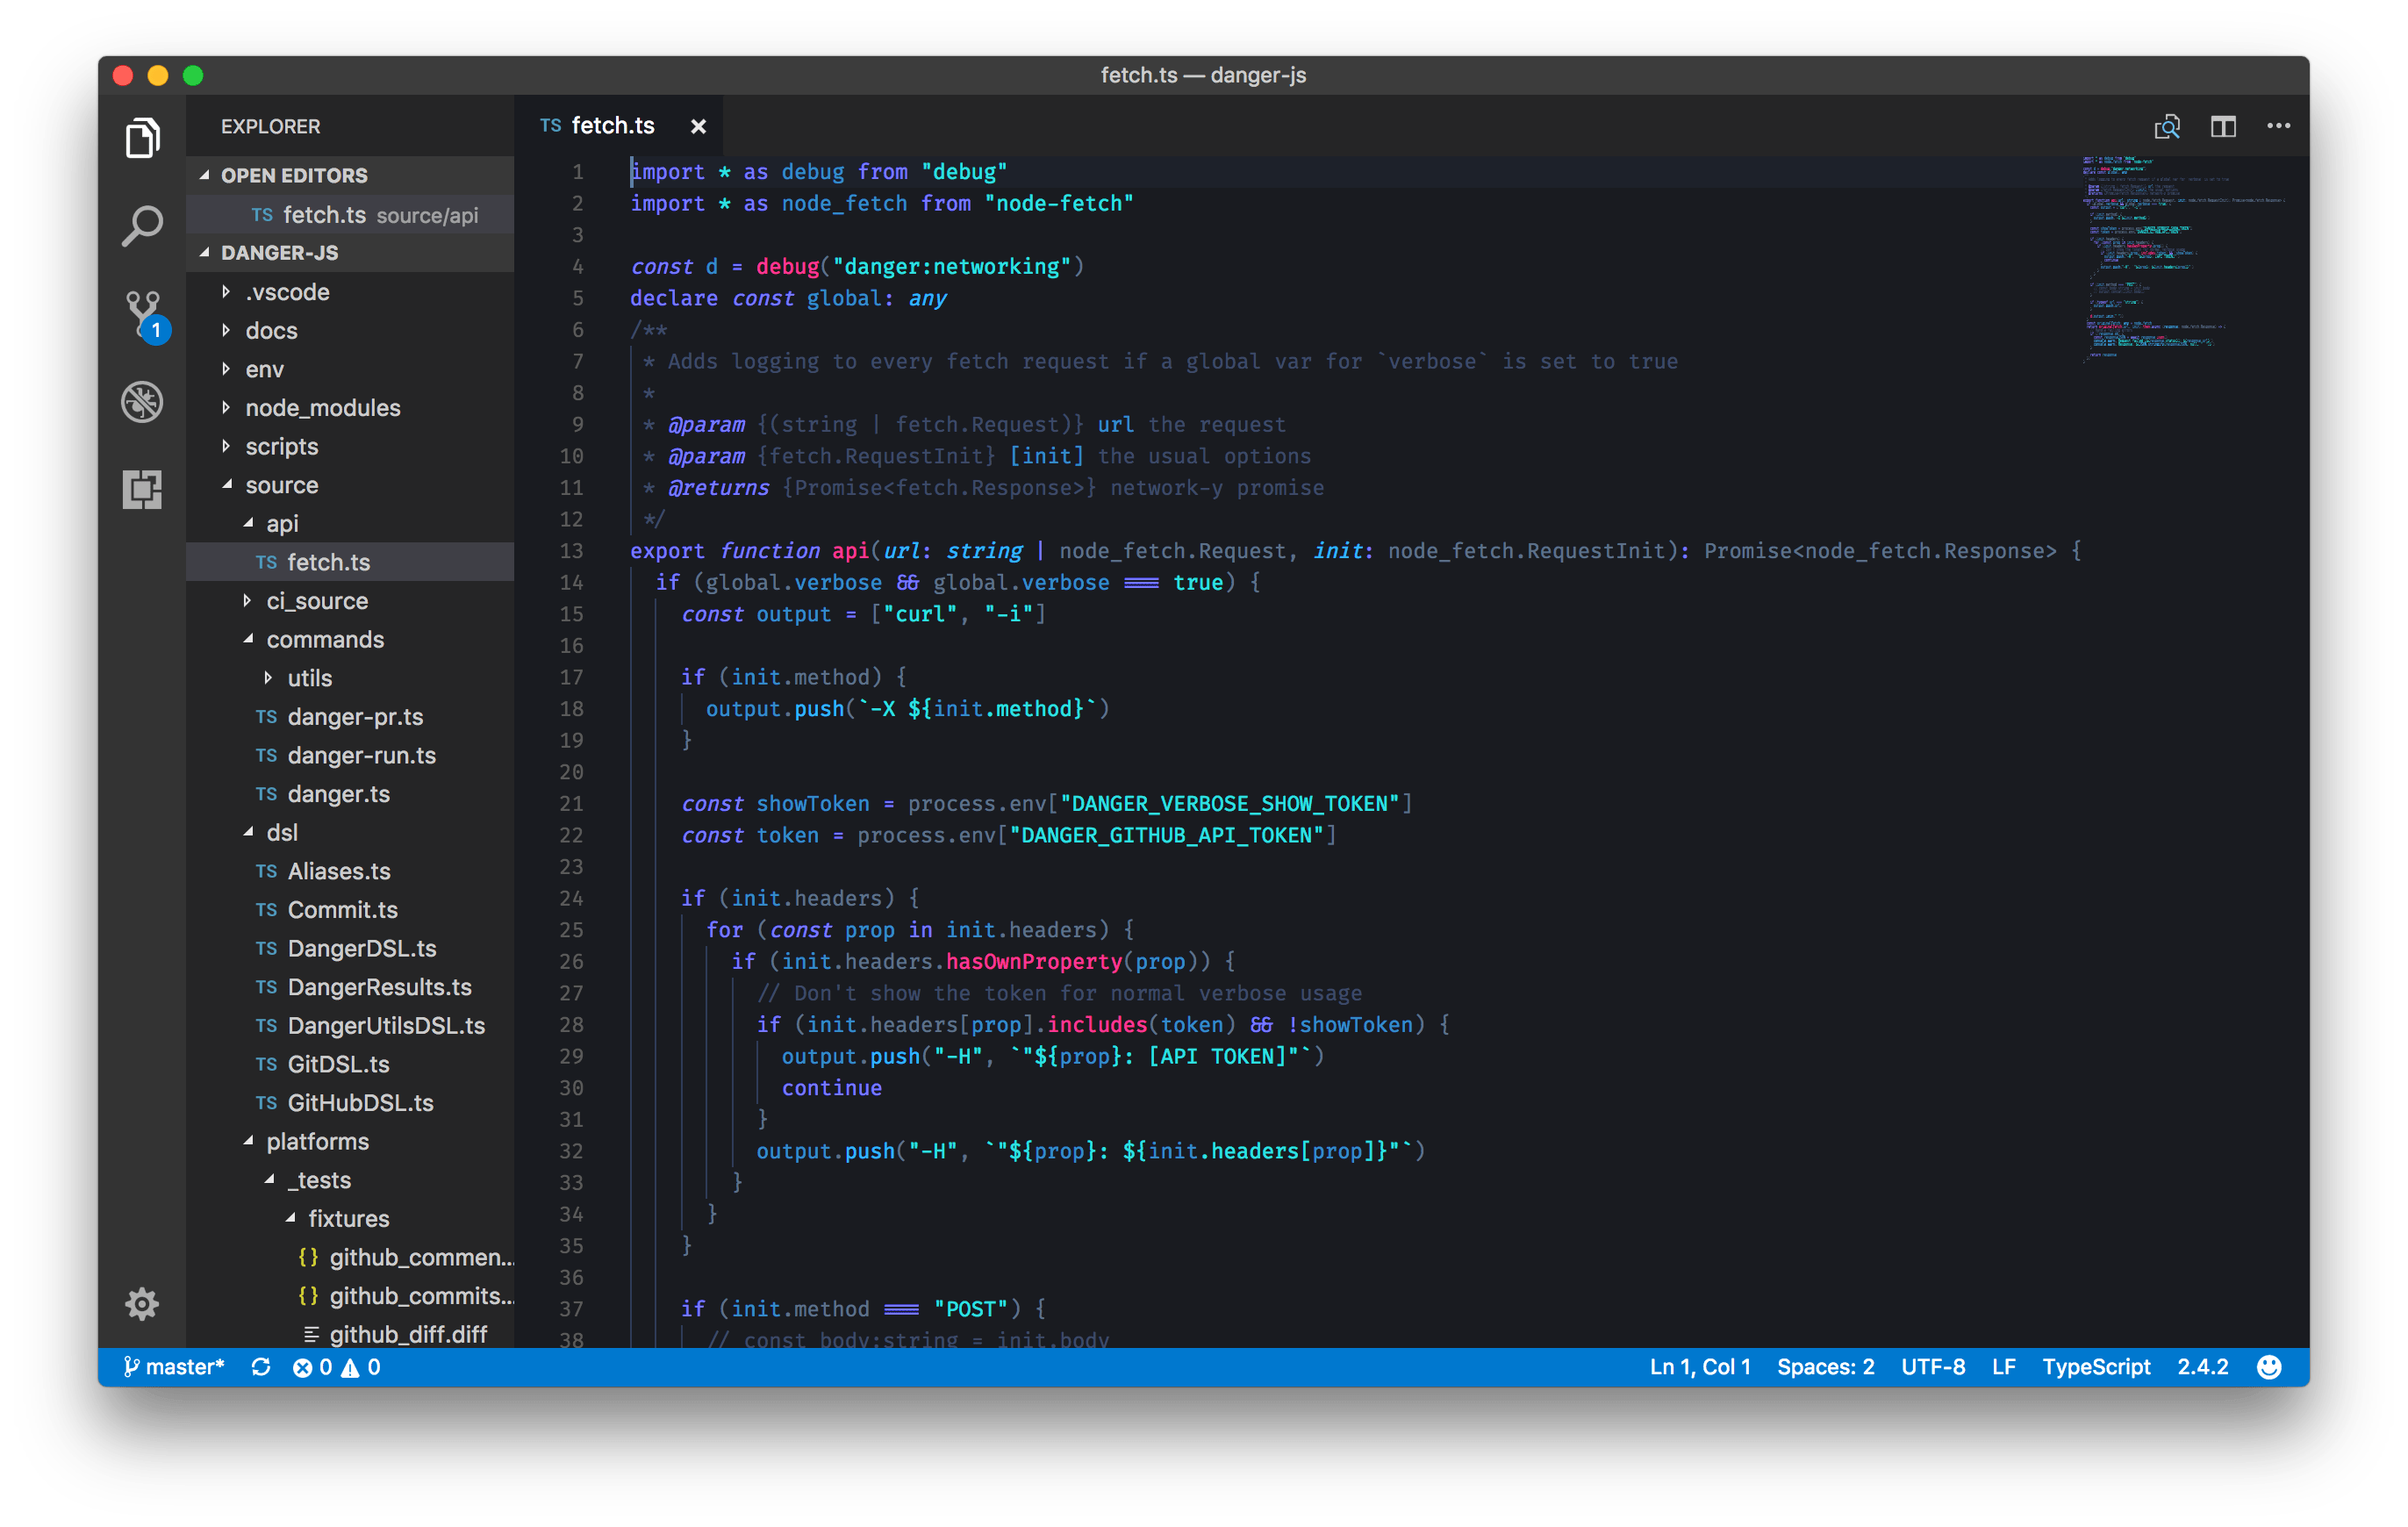 fetch.ts — danger-js
EXPLORER
OPEN EDITORS
TS fetch.ts source/api
DANGER-JS
.vscode
docs
env
node_modules
scripts
source
api
TS fetch.ts
ci_source
commands
utils
TS danger-pr.ts
TS danger-run.ts
TS danger.ts
dsl
TS Aliases.ts
TS Commit.ts
TS DangerDSL.ts
TS DangerResults.ts
TS DangerUtilsDSL.ts
TS GitDSL.ts
TS GitHubDSL.ts
platforms
_tests
fixtures
{} github_commen...
{} github_commits...
github_diff.diff
1
TS fetch.ts ×
1 import * as debug from "debug"
2 import * as node_fetch from "node-fetch"
3
4 const d = debug("danger:networking")
5 declare const global: any
6 /**
7 * Adds logging to every fetch request if a global var for `verbose` is set to true
8 *
9 * @param {(string | fetch.Request)} url the request
10 * @param {fetch.RequestInit} [init] the usual options
11 * @returns {Promise<fetch.Response>} network-y promise
12 */
13 export function api(url: string | node_fetch.Request, init: node_fetch.RequestInit): Promise<node_fetch.Response> {
14 if (global.verbose && global.verbose === true) {
15 const output = ["curl", "-i"]
16
17 if (init.method) {
18 output.push(`-X ${init.method}`)
19 }
20
21 const showToken = process.env["DANGER_VERBOSE_SHOW_TOKEN"]
22 const token = process.env["DANGER_GITHUB_API_TOKEN"]
23
24 if (init.headers) {
25 for (const prop in init.headers) {
26 if (init.headers.hasOwnProperty(prop)) {
27 // Don't show the token for normal verbose usage
28 if (init.headers[prop].includes(token) && !showToken) {
29 output.push("-H", `"${prop}: [API TOKEN]"`)
30 continue
31 }
32 output.push("-H", `"${prop}: ${init.headers[prop]}"`)
33 }
34 }
35 }
36
37 if (init.method === "POST") {
38 // const body:string = init.body
master* 0 0
Ln 1, Col 1 Spaces: 2 UTF-8 LF TypeScript 2.4.2